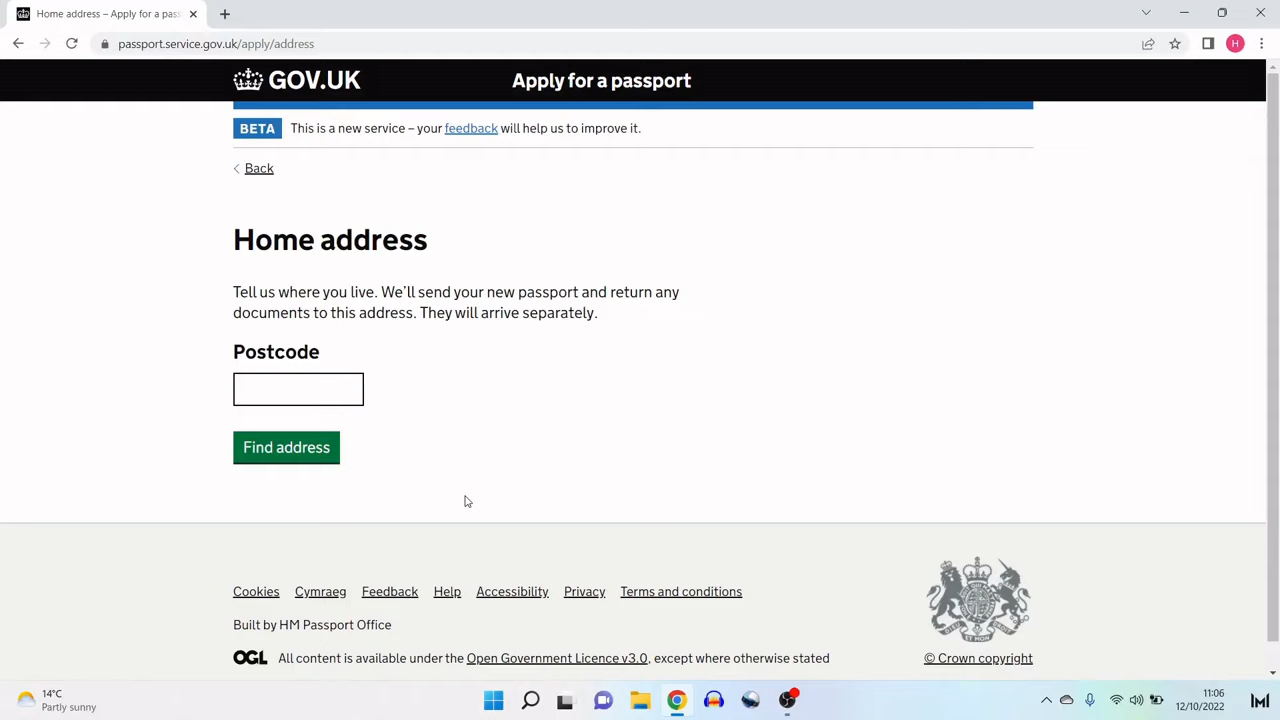 Home address – Apply for a pas
passport.service.gov.uk/apply/address
H
GOV.UK
Apply for a passport
BETA
This is a new service – your feedback will help us to improve it.
Back
Home address
Tell us where you live. We'll send your new passport and return any
documents to this address. They will arrive separately.
Postcode
Find address
Cookies Cymraeg Feedback Help Accessibility Privacy Terms and conditions
Built by HM Passport Office
OGL All content is available under the Open Government Licence v3.0, except where otherwise stated
© Crown copyright
14°C
Partly sunny
11:06
12/10/2022